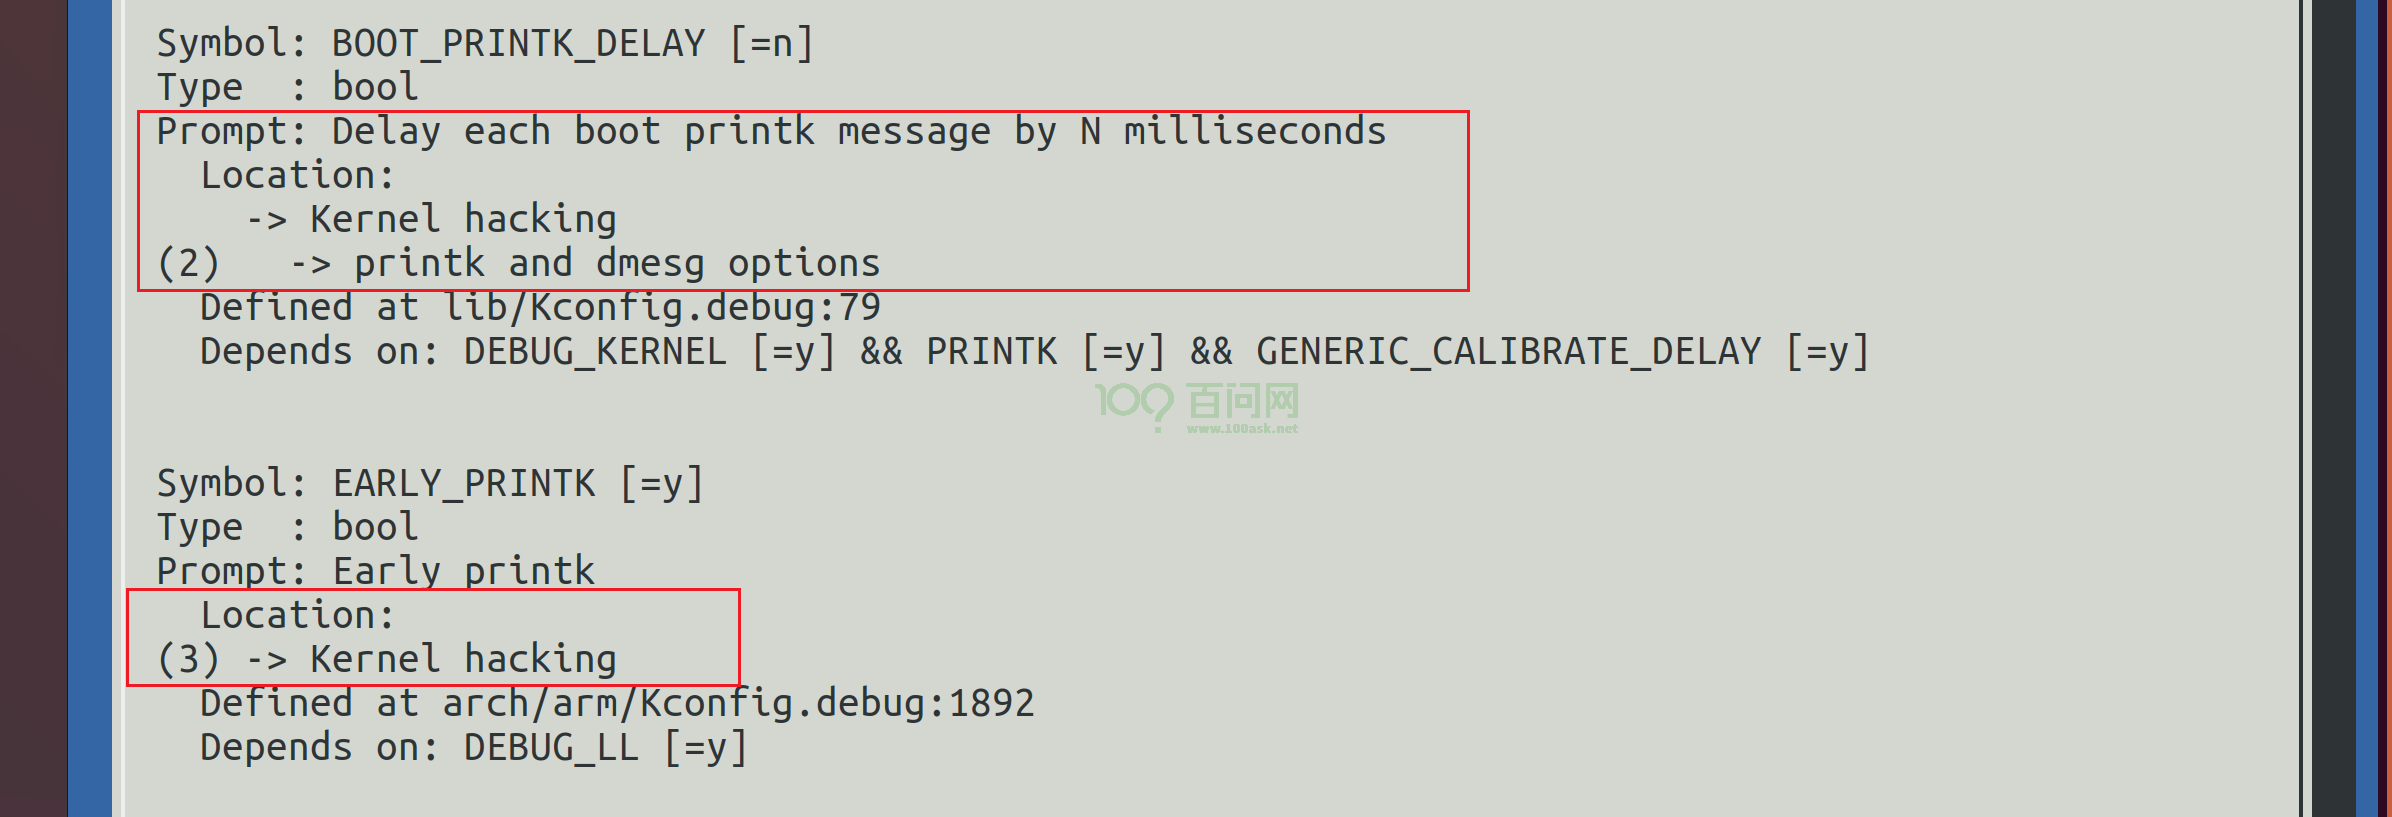 Symbol: BOOT_PRINTK_DELAY [=n]
Type  : bool
Prompt: Delay each boot printk message by N milliseconds
  Location:
    -> Kernel hacking
(2)   -> printk and dmesg options
  Defined at lib/Kconfig.debug:79
  Depends on: DEBUG_KERNEL [=y] && PRINTK [=y] && GENERIC_CALIBRATE_DELAY [=y]
100? 百问网
www.100ask.net
Symbol: EARLY_PRINTK [=y]
Type  : bool
Prompt: Early printk
  Location:
(3) -> Kernel hacking
  Defined at arch/arm/Kconfig.debug:1892
  Depends on: DEBUG_LL [=y]